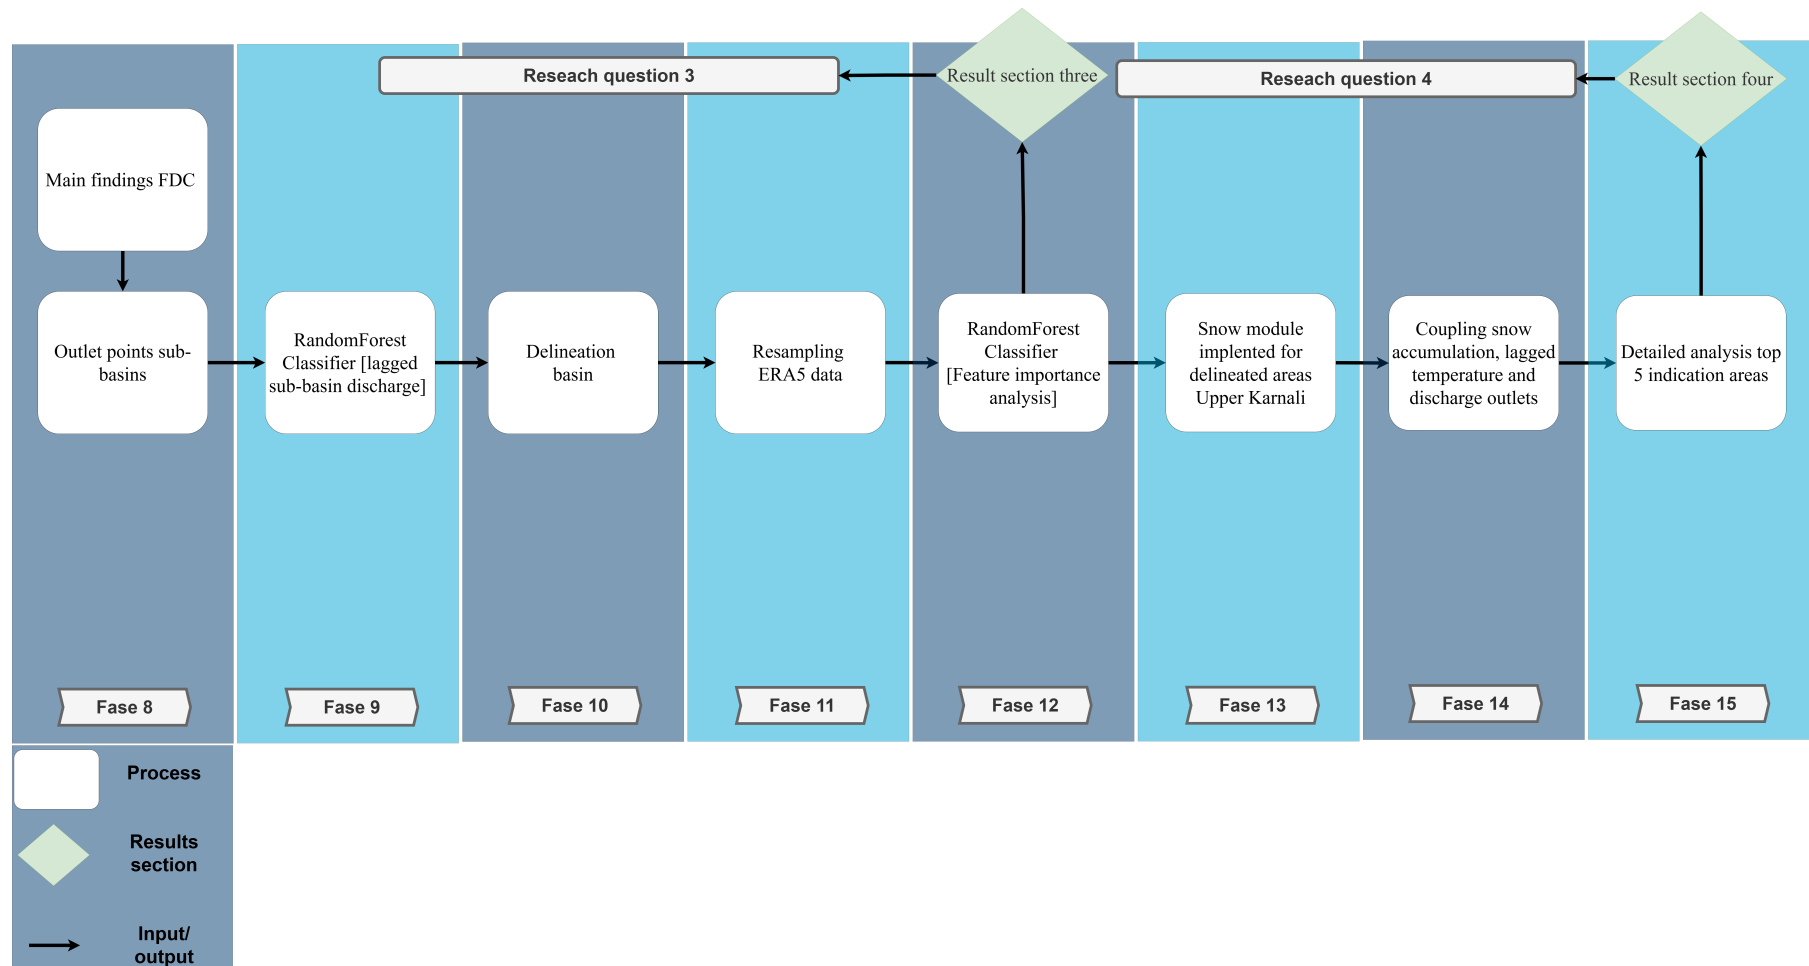 Reseach question 3
Result section three
Reseach question 4
Result section four
Main findings FDC
Outlet points sub-
basins
RandomForest
Classifier [lagged
sub-basin discharge]
Delineation
basin
Resampling
ERA5 data
RandomForest
Classifier
[Feature importance
analysis]
Snow module
implented for
delineated areas
Upper Karnali
Coupling snow
accumulation, lagged
temperature and
discharge outlets
Detailed analysis top
5 indication areas
Fase 8
Fase 9
Fase 10
Fase 11
Fase 12
Fase 13
Fase 14
Fase 15
Process
Results
section
Input/
output